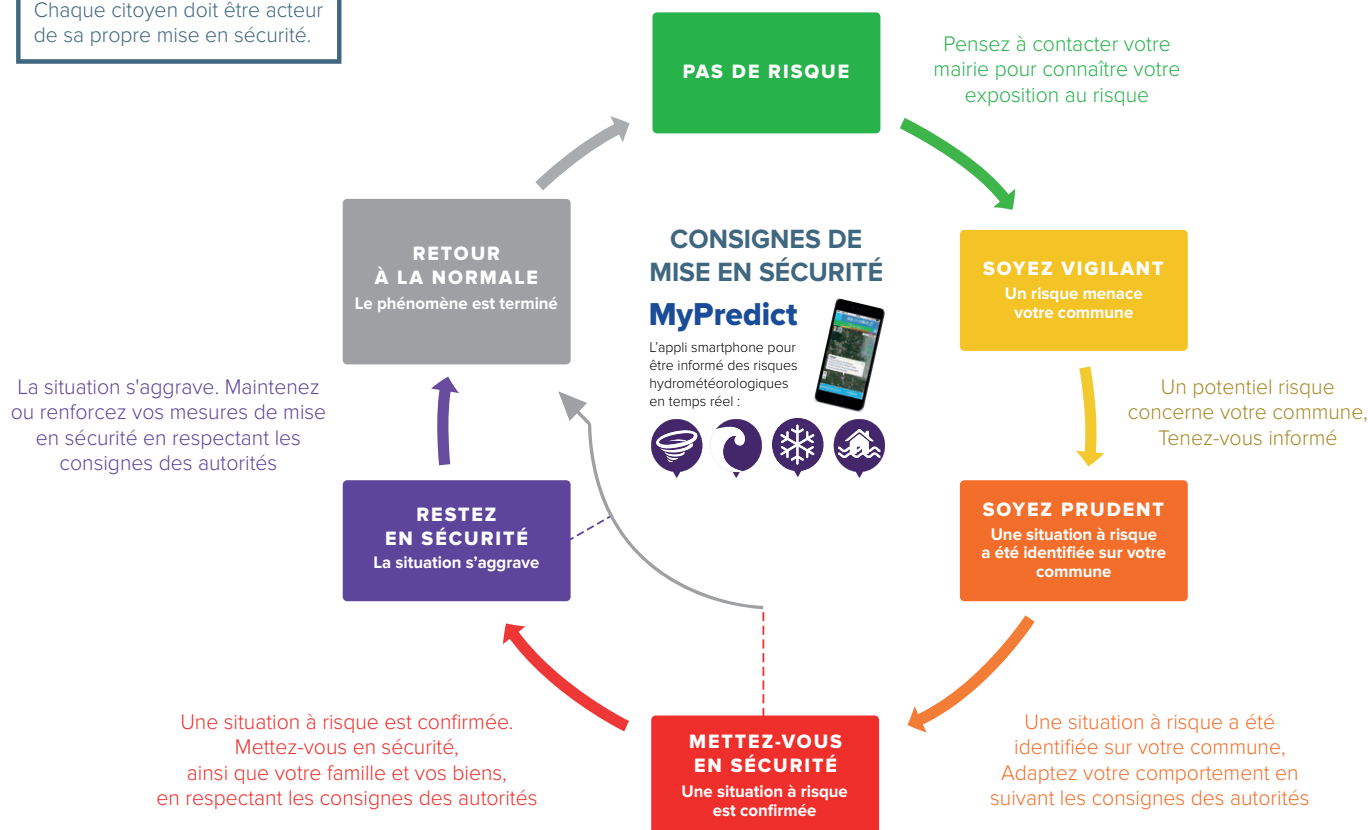 Chaque citoyen doit être acteur
de sa propre mise en sécurité.
PAS DE RISQUE
Pensez à contacter votre
mairie pour connaître votre
exposition au risque
RETOUR
À LA NORMALE
Le phénomène est terminé
CONSIGNES DE
MISE EN SÉCURITÉ
MyPredict
L'appli smartphone pour
être informé des risques
hydrométéorologiques
en temps réel :
SOYEZ VIGILANT
Un risque menace
votre commune
La situation s'aggrave. Maintenez
ou renforcez vos mesures de mise
en sécurité en respectant les
consignes des autorités
Un potentiel risque
concerne votre commune,
Tenez-vous informé
RESTEZ
EN SÉCURITÉ
La situation s’aggrave
SOYEZ PRUDENT
Une situation à risque
a été identifiée sur votre
commune
Une situation à risque est confirmée.
Mettez-vous en sécurité,
ainsi que votre famille et vos biens,
en respectant les consignes des autorités
METTEZ-VOUS
EN SÉCURITÉ
Une situation à risque
est confirmée
Une situation à risque a été
identifiée sur votre commune,
Adaptez votre comportement en
suivant les consignes des autorités